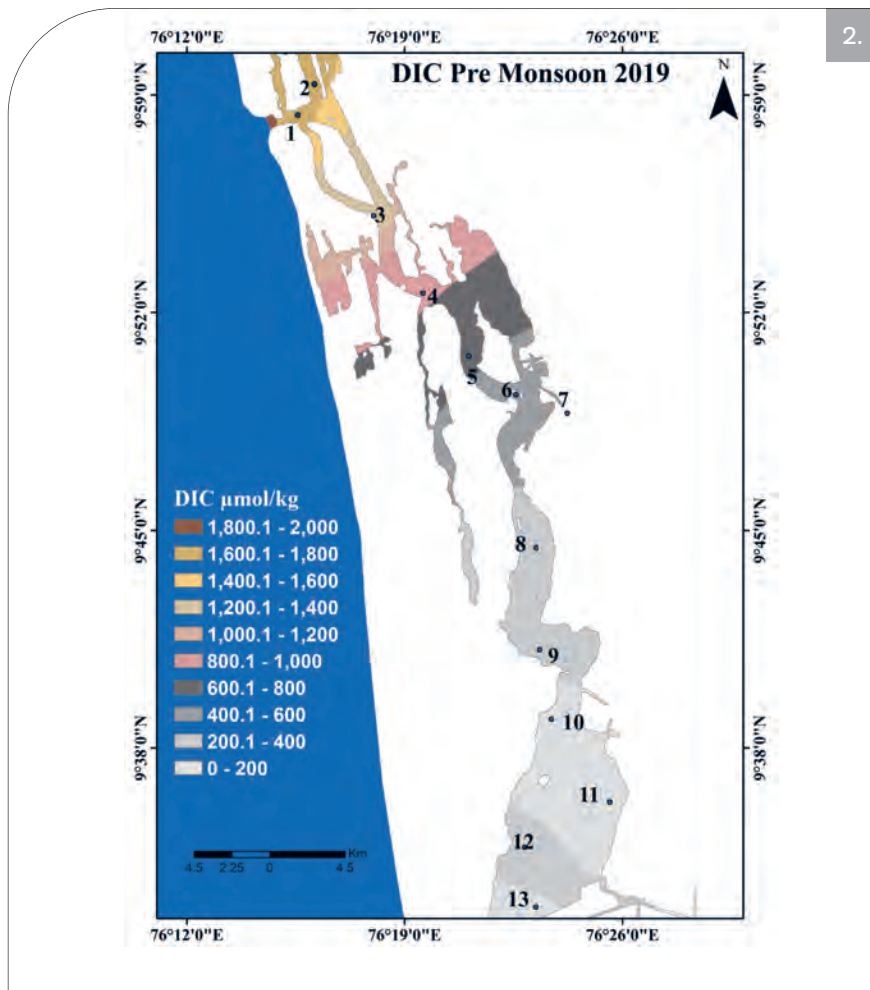 2.
76°12'0"E 76°19'0"E 76°26'0"E
DIC Pre Monsoon 2019
N
9°59'0"N 9°59'0"N
2
1
3
9°52'0"N 9°52'0"N
4
5
6
7
DIC µmol/kg
1,800.1 - 2,000
1,600.1 - 1,800
1,400.1 - 1,600
1,200.1 - 1,400
1,000.1 - 1,200
800.1 - 1,000
600.1 - 800
400.1 - 600
200.1 - 400
0 - 200
9°45'0"N 9°45'0"N
8
9
10
9°38'0"N 9°38'0"N
11
12
13
Km
4.5 2.25 0 4.5
76°12'0"E 76°19'0"E 76°26'0"E